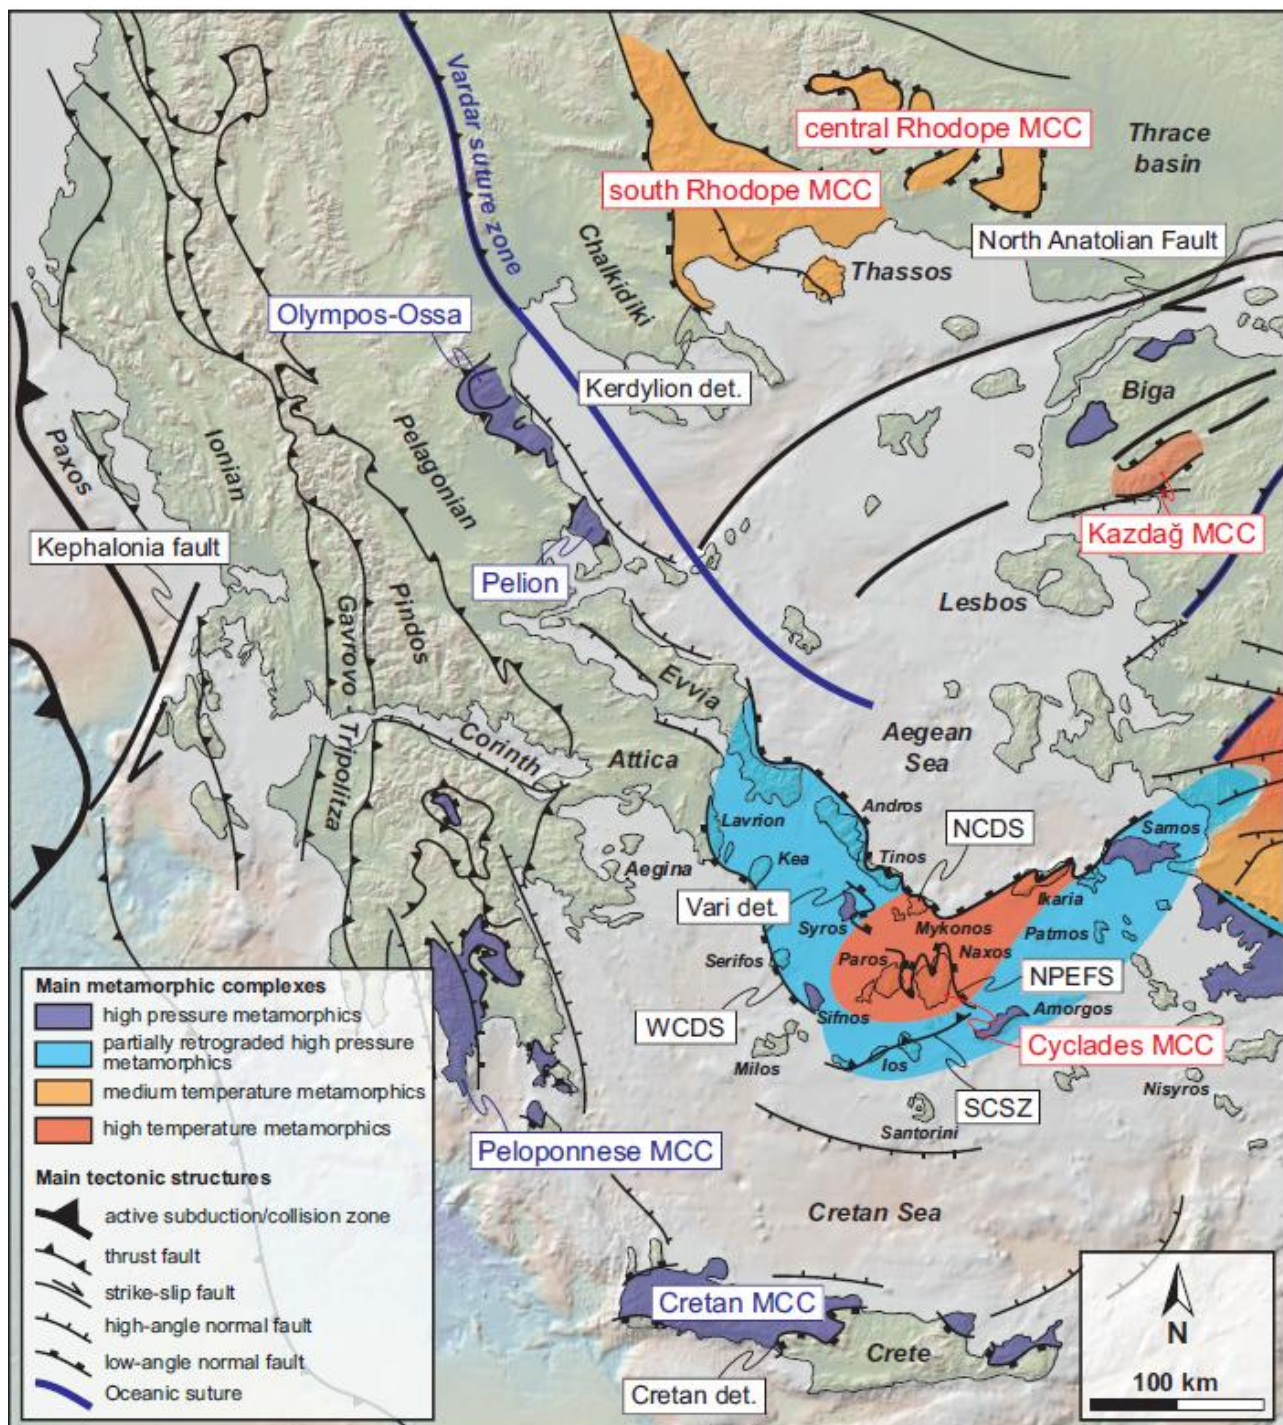 Vardar suture zone
central Rhodope MCC
Thrace
basin
south Rhodope MCC
North Anatolian Fault
Chalkidiki
Thassos
Olympos-Ossa
Kerdylion det.
Biga
Paxos
Ionian
Pelagonian
Kazdağ MCC
Kephalonia fault
Pelion
Lesbos
Gavrovo - Tripolitza
Pindos
Evvia
Corinth
Attica
Aegean
Sea
Andros
Lavrion
NCDS
Samos
Kea
Tinos
Aegina
Ikaria
Vari det.
Syros
Mykonos
Patmos
Serifos
Paros
Naxos
NPEFS
WCDS
Sifnos
Amorgos
Cyclades MCC
Milos
Ios
Nisyros
SCSZ
Santorini
Peloponnese MCC
Cretan Sea
Cretan MCC
Crete
Cretan det.
Main metamorphic complexes
high pressure metamorphics
partially retrograded high pressure
metamorphics
medium temperature metamorphics
high temperature metamorphics
Main tectonic structures
active subduction/collision zone
thrust fault
strike-slip fault
high-angle normal fault
low-angle normal fault
Oceanic suture
N
100 km